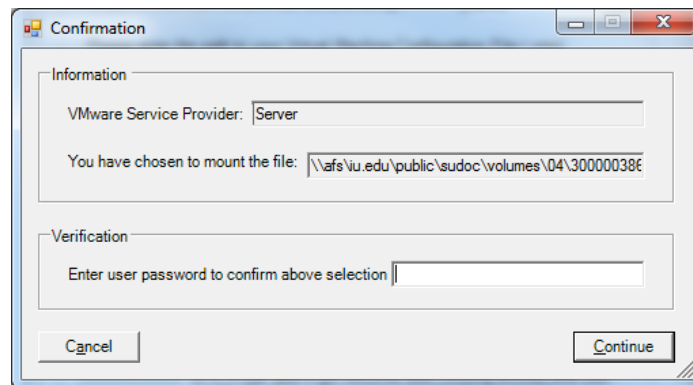 Confirmation
Information
VMware Service Provider: Server
You have chosen to mount the file: \\afs\iu.edu\public\sudoc\volumes\04\300000386
Verification
Enter user password to confirm above selection
Cancel Continue